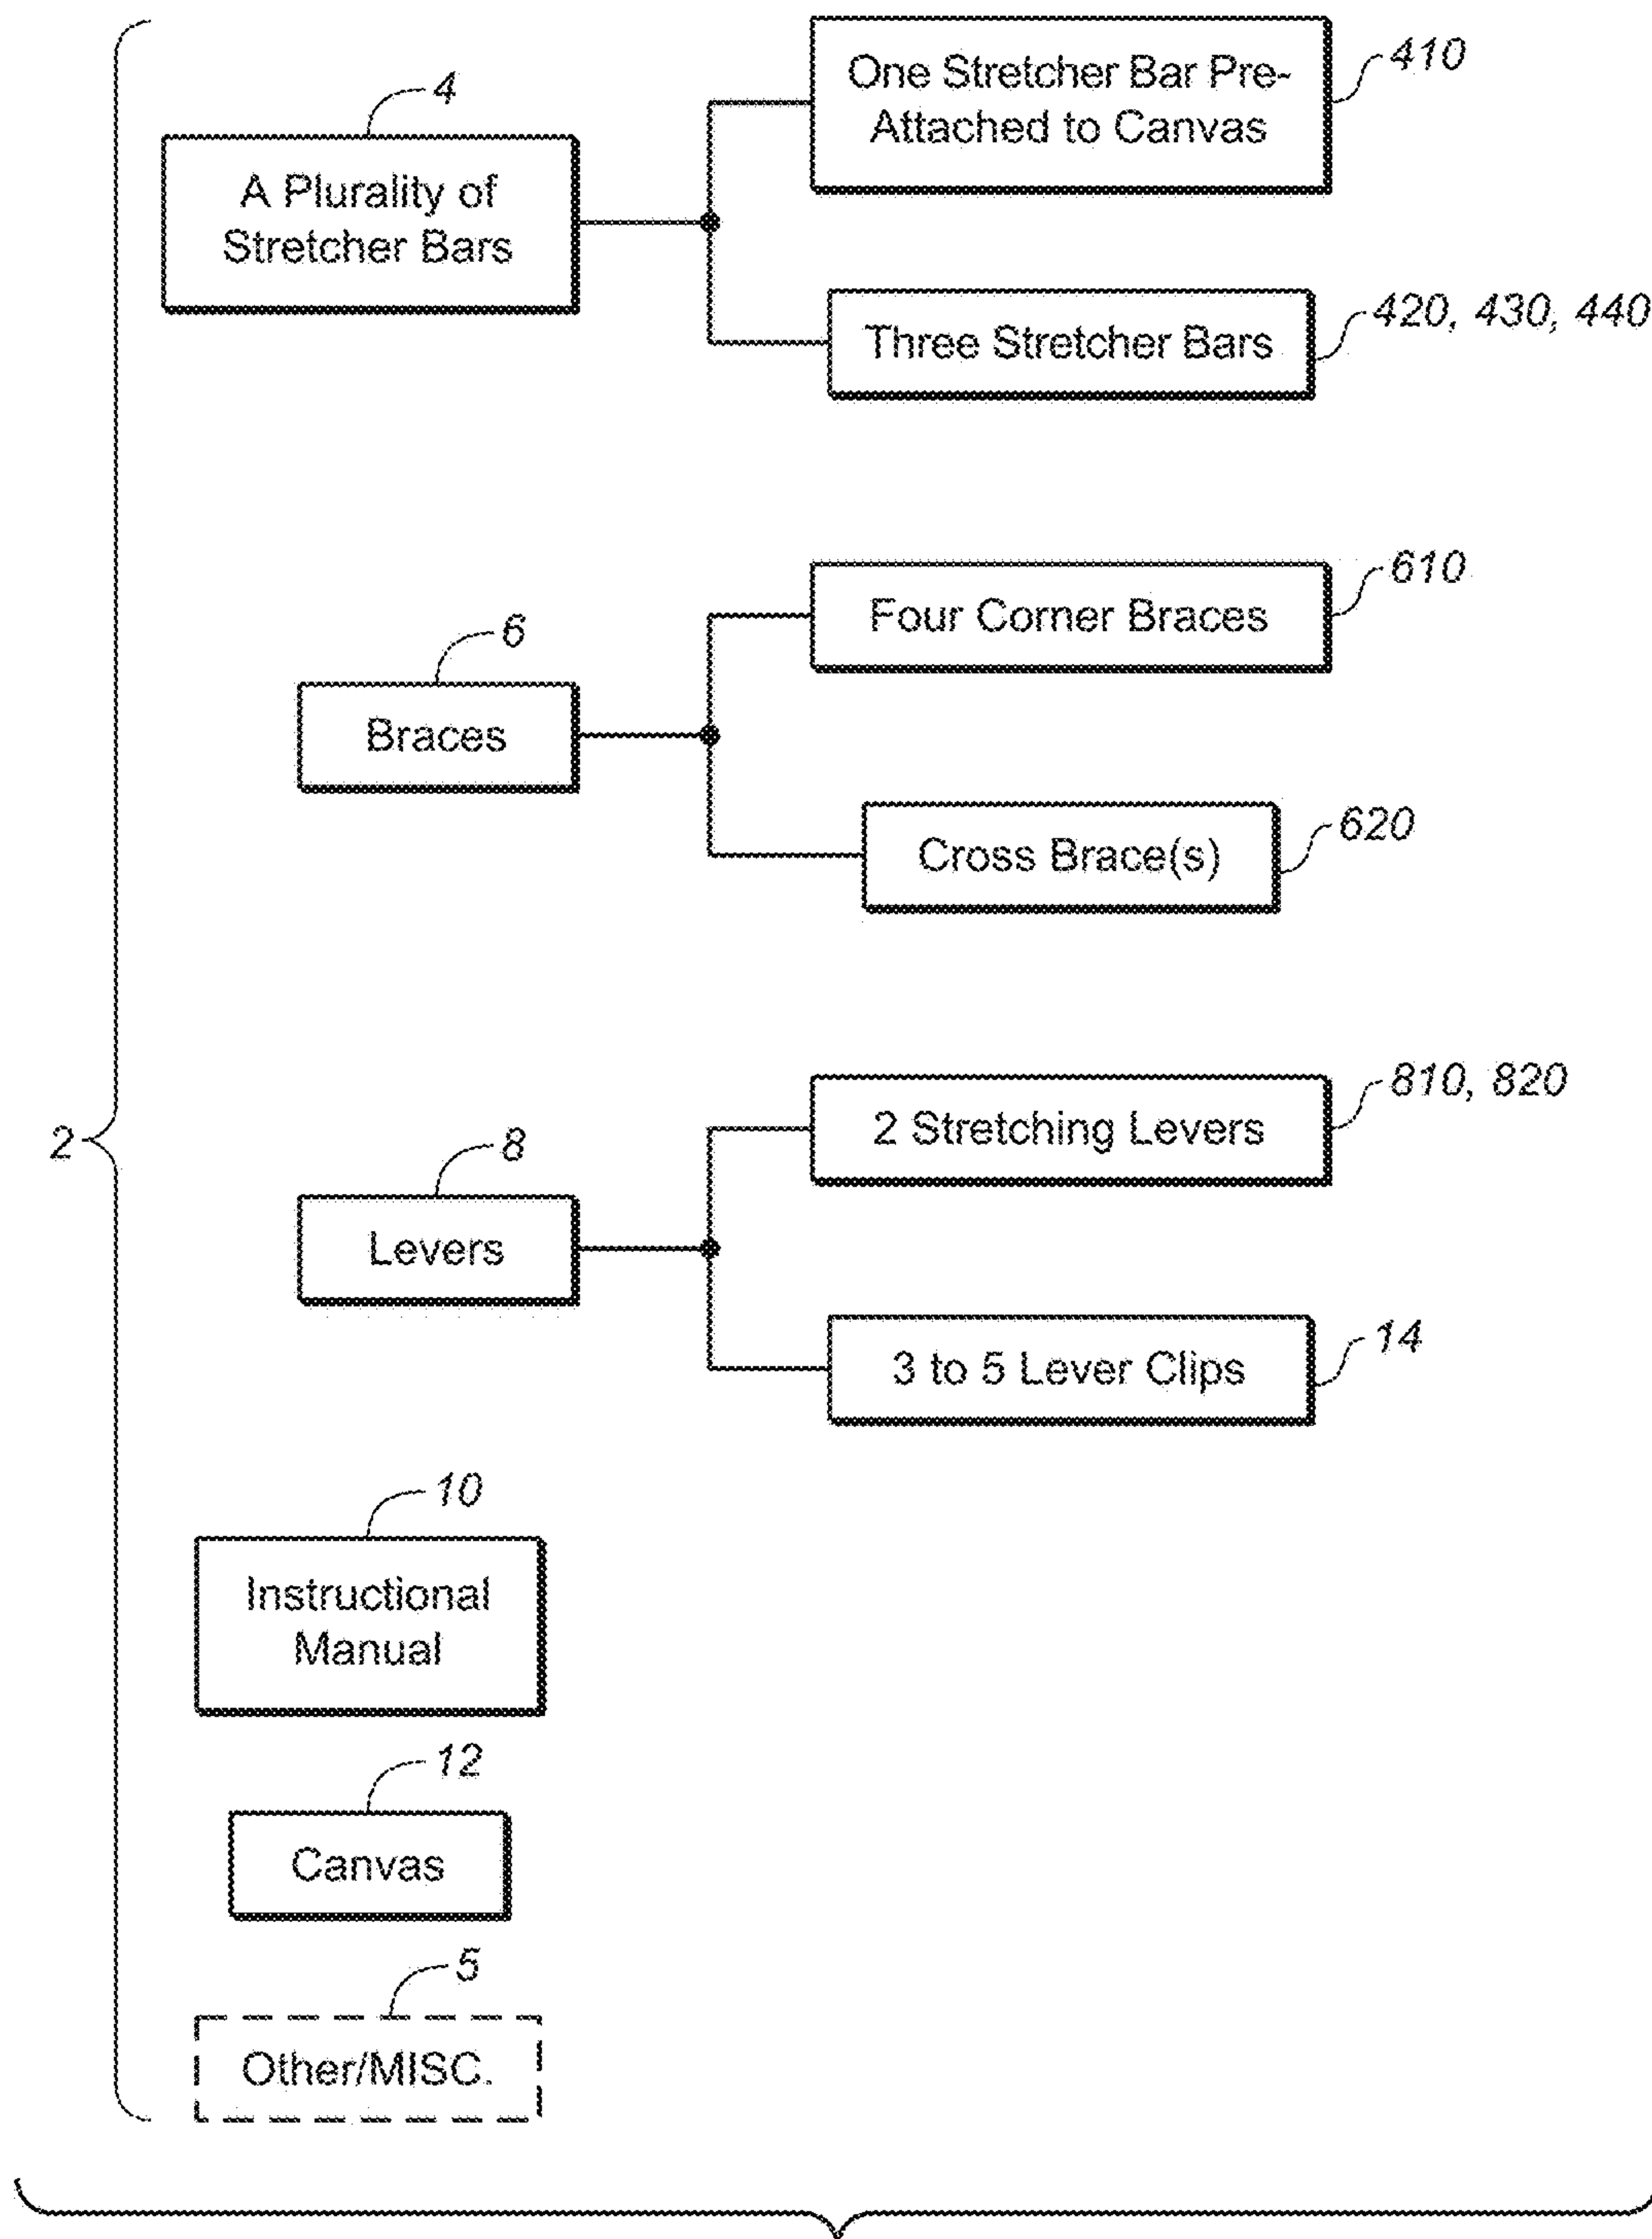 410
One Stretcher Bar Pre-
Attached to Canvas
4
A Plurality of
Stretcher Bars
420, 430, 440
Three Stretcher Bars
610
Four Corner Braces
6
Braces
620
Cross Brace(s)
810, 820
2 Stretching Levers
2
8
Levers
14
3 to 5 Lever Clips
10
Instructional
Manual
12
Canvas
5
Other/MISC.